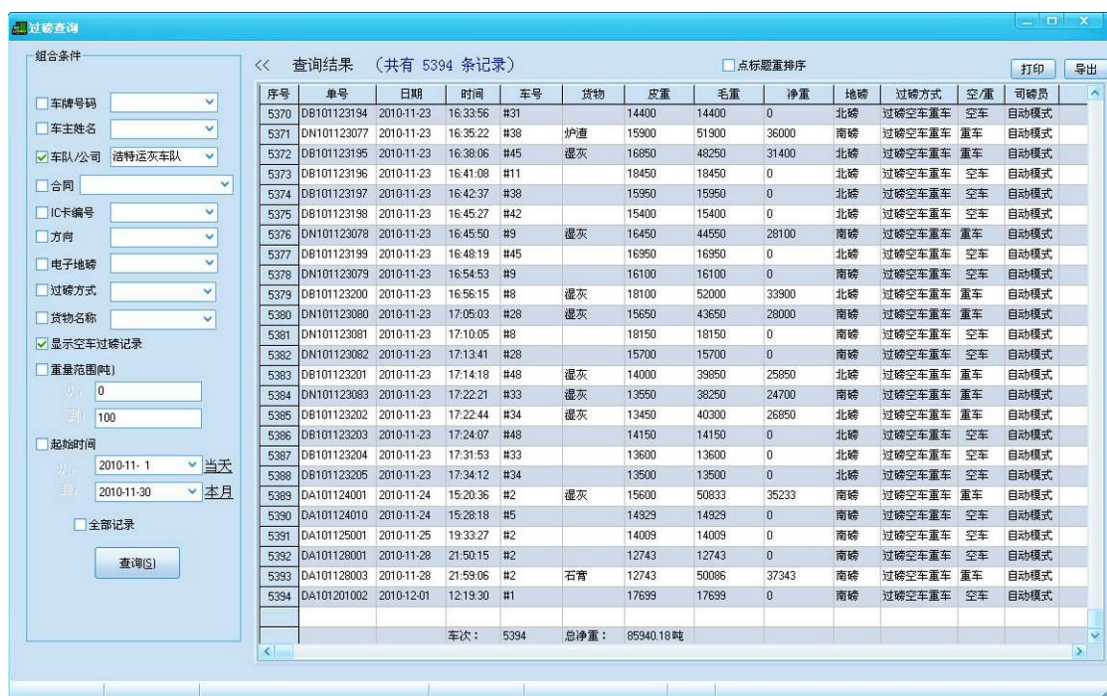 过磅查询
组合条件
车牌号码
车主姓名
车队/公司 洁特运灰车队
合同
IC卡编号
方向
电子地磅
过磅方式
货物名称
显示空车过磅记录
重量范围(吨)
从: 0
到: 100
起始时间
从: 2010-11- 1 当天
到: 2010-11-30 本月
全部记录
查询(S)
<< 查询结果 (共有 5394 条记录) 点标题重排序 打印 导出
序号 单号 日期 时间 车号 货物 皮重 毛重 净重 地磅 过磅方式 空/重 司磅员
5370 DB101123194 2010-11-23 16:33:56 #31 14400 14400 0 北磅 过磅空车重车 空车 自动模式
5371 DN101123077 2010-11-23 16:35:22 #38 炉渣 15900 51900 36000 南磅 过磅空车重车 重车 自动模式
5372 DB101123195 2010-11-23 16:38:06 #45 湿灰 16850 48250 31400 北磅 过磅空车重车 重车 自动模式
5373 DB101123196 2010-11-23 16:41:08 #11 18450 18450 0 北磅 过磅空车重车 空车 自动模式
5374 DB101123197 2010-11-23 16:42:37 #38 15950 15950 0 北磅 过磅空车重车 空车 自动模式
5375 DB101123198 2010-11-23 16:45:27 #42 15400 15400 0 北磅 过磅空车重车 空车 自动模式
5376 DN101123078 2010-11-23 16:45:50 #9 湿灰 16450 44550 28100 南磅 过磅空车重车 重车 自动模式
5377 DB101123199 2010-11-23 16:48:19 #45 16950 16950 0 北磅 过磅空车重车 空车 自动模式
5378 DN101123079 2010-11-23 16:54:53 #9 16100 16100 0 南磅 过磅空车重车 空车 自动模式
5379 DB101123200 2010-11-23 16:56:15 #8 湿灰 18100 52000 33900 北磅 过磅空车重车 重车 自动模式
5380 DN101123080 2010-11-23 17:05:03 #28 湿灰 15650 43650 28000 南磅 过磅空车重车 重车 自动模式
5381 DN101123081 2010-11-23 17:10:05 #8 18150 18150 0 南磅 过磅空车重车 空车 自动模式
5382 DN101123082 2010-11-23 17:13:41 #28 15700 15700 0 南磅 过磅空车重车 空车 自动模式
5383 DB101123201 2010-11-23 17:14:18 #48 湿灰 14000 39850 25850 北磅 过磅空车重车 重车 自动模式
5384 DN101123083 2010-11-23 17:22:21 #33 湿灰 13550 38250 24700 南磅 过磅空车重车 重车 自动模式
5385 DB101123202 2010-11-23 17:22:44 #34 湿灰 13450 40300 26850 北磅 过磅空车重车 重车 自动模式
5386 DB101123203 2010-11-23 17:24:07 #48 14150 14150 0 北磅 过磅空车重车 空车 自动模式
5387 DB101123204 2010-11-23 17:31:53 #33 13600 13600 0 北磅 过磅空车重车 空车 自动模式
5388 DB101123205 2010-11-23 17:34:12 #34 13500 13500 0 北磅 过磅空车重车 空车 自动模式
5389 DA101124001 2010-11-24 15:20:36 #2 湿灰 15600 50833 35233 南磅 过磅空车重车 重车 自动模式
5390 DA101124010 2010-11-24 15:28:18 #5 14929 14929 0 南磅 过磅空车重车 空车 自动模式
5391 DA101125001 2010-11-25 19:33:27 #2 14009 14009 0 南磅 过磅空车重车 空车 自动模式
5392 DA101128001 2010-11-28 21:50:15 #2 12743 12743 0 南磅 过磅空车重车 空车 自动模式
5393 DA101128003 2010-11-28 21:59:06 #2 石膏 12743 50086 37343 南磅 过磅空车重车 重车 自动模式
5394 DA101201002 2010-12-01 12:19:30 #1 17699 17699 0 南磅 过磅空车重车 空车 自动模式
车次: 5394 总净重: 85940.18吨